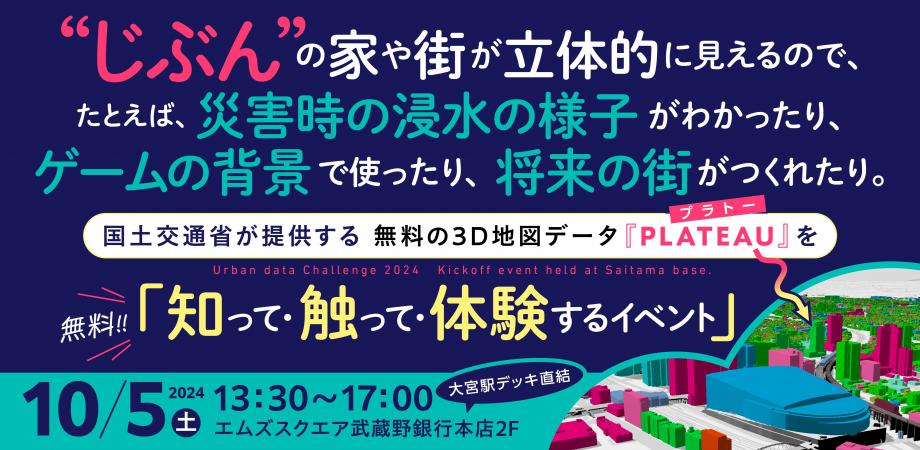 “じぶん”の家や街が立体的に見えるので、
たとえば、災害時の浸水の様子がわかったり、
ゲームの背景で使ったり、将来の街がつくれたり。
プラトー
国土交通省が提供する 無料の3D地図データ『PLATEAU』を
Urban data Challenge 2024 Kickoff event held at Saitama base.
無料!!「知って・触って・体験するイベント」
10/5 2024 土 13:30～17:00 大宮駅デッキ直結
エムズスクエア武蔵野銀行本店2F